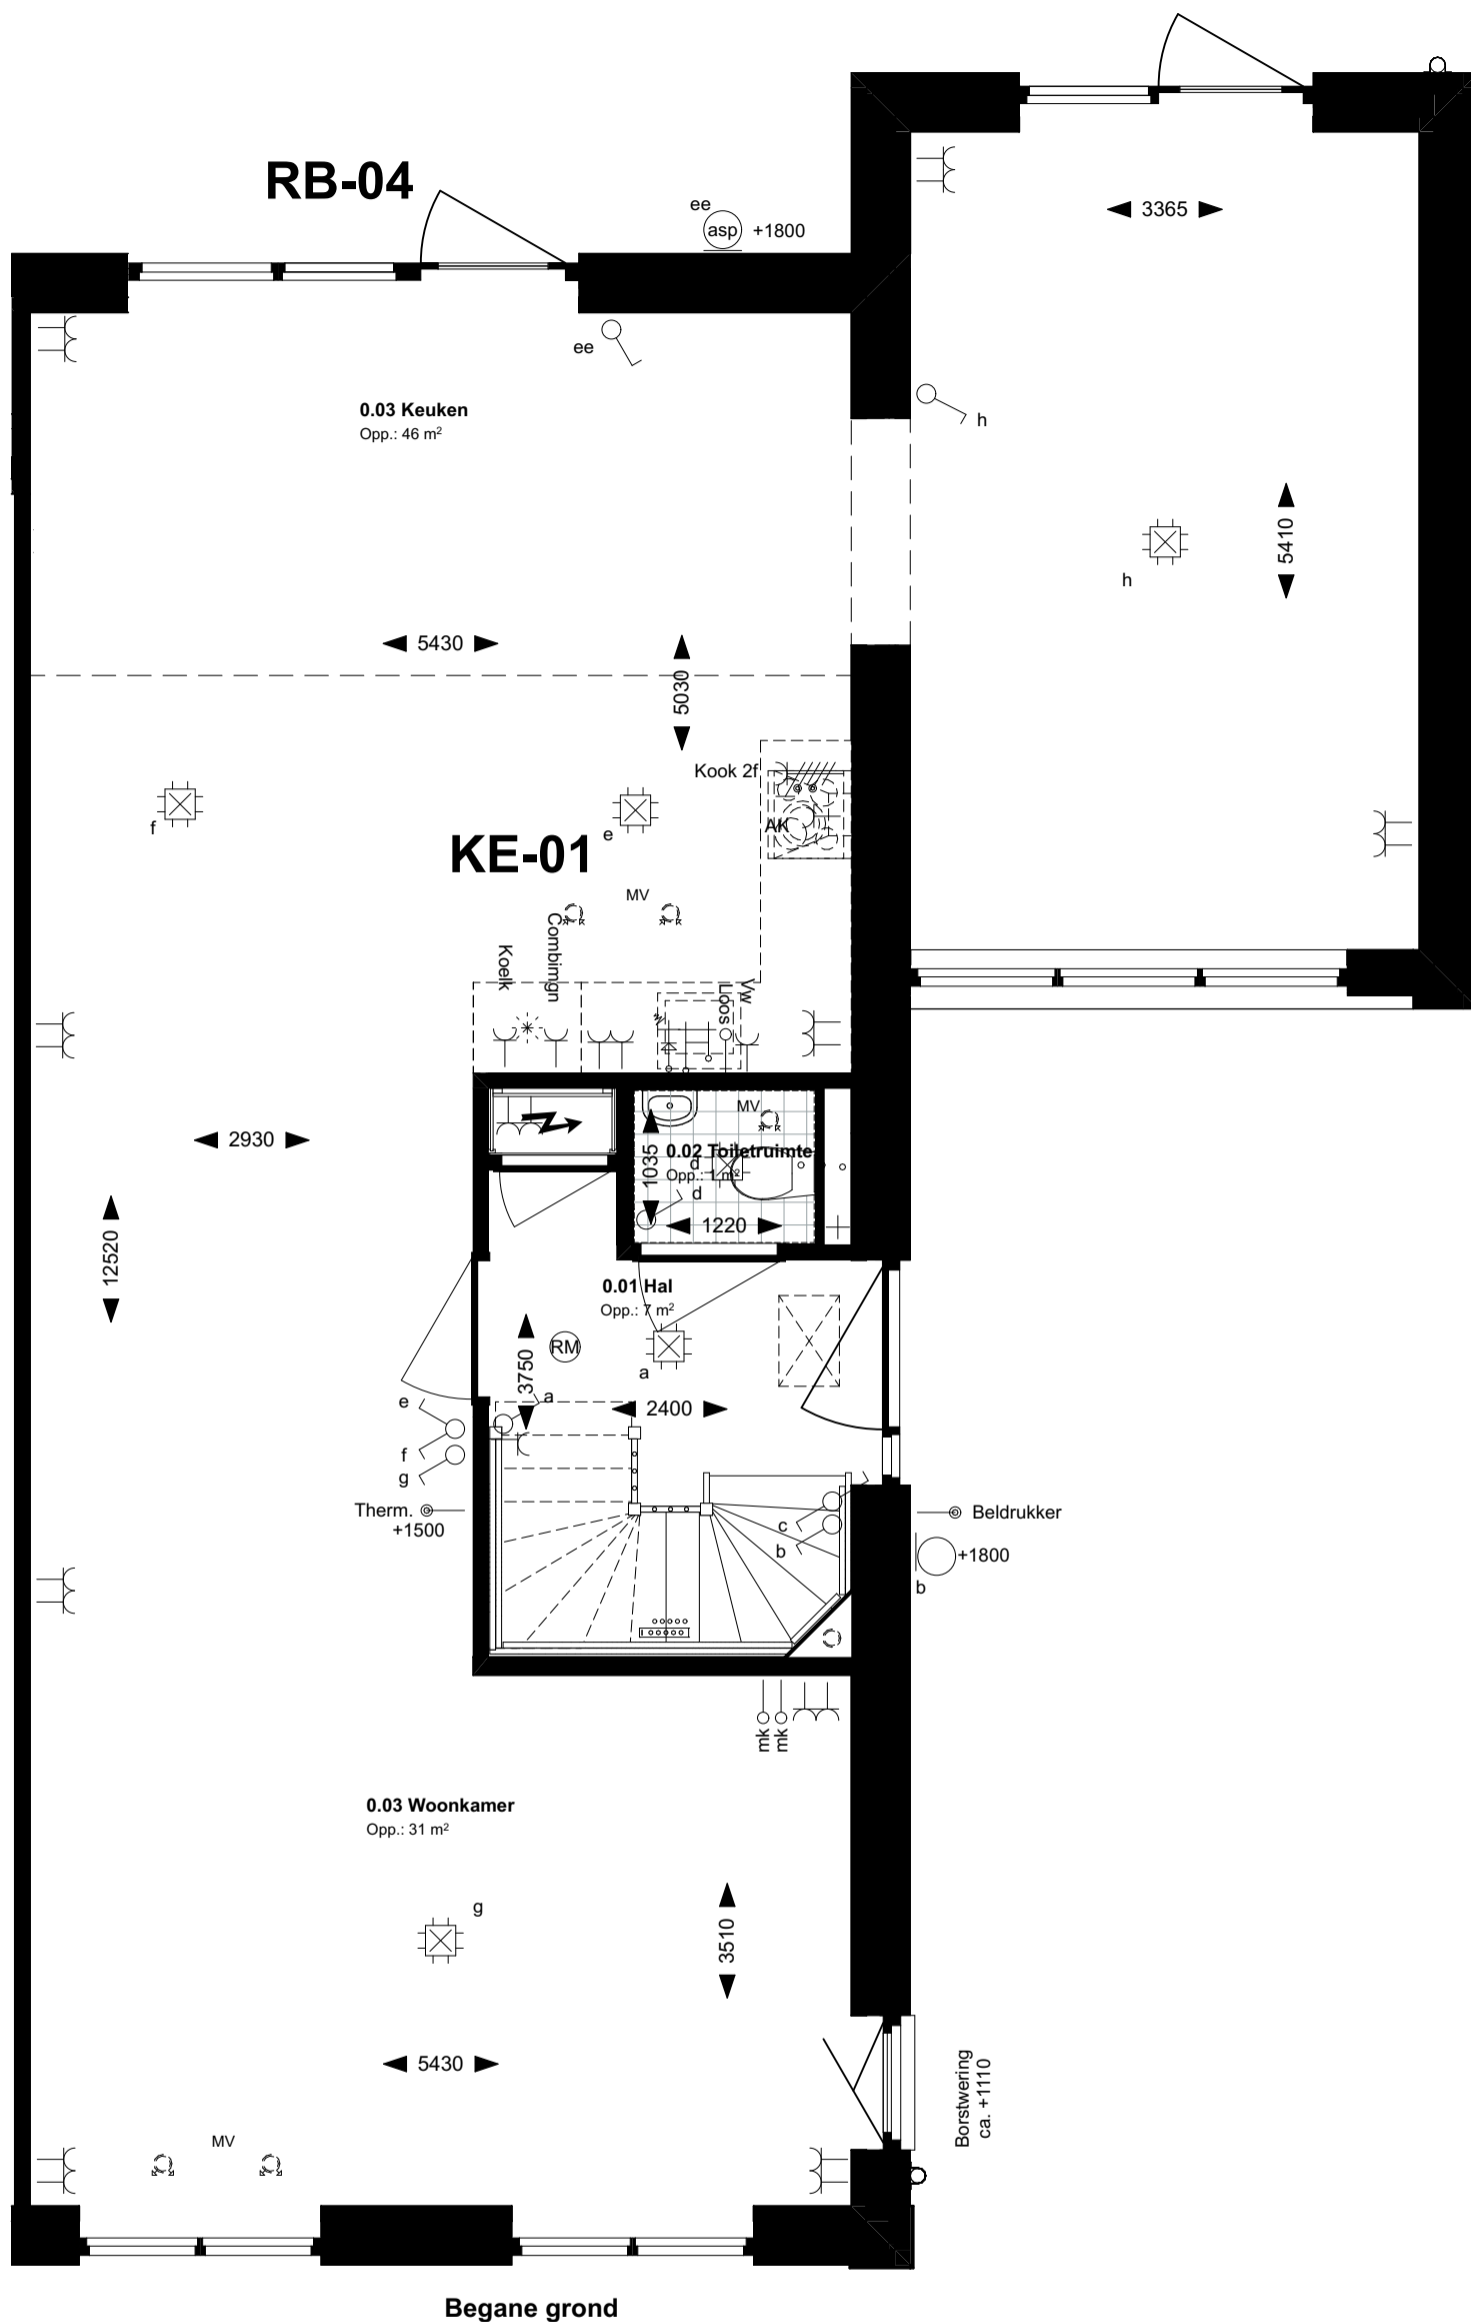 RB-04
ee
asp
+1800
3365
ee
0.03 Keuken
Opp.: 46 m²
h
5410
h
5430
5030
Kook 2f
f
e
AK
KE-01
MV
Koelk
Combimgn
Loos
Vw
2930
MV
1035
0.02 Toiletruimte
d
Opp.: 1 m²
d
1220
12520
0.01 Hal
Opp.: 7 m²
RM
3750
a
a
2400
e
f
g
Therm.
+1500
c
b
Beldrukker
+1800
b
mk
mk
0.03 Woonkamer
Opp.: 31 m²
g
3510
5430
Borstwering
ca. +1110
MV
Begane grond